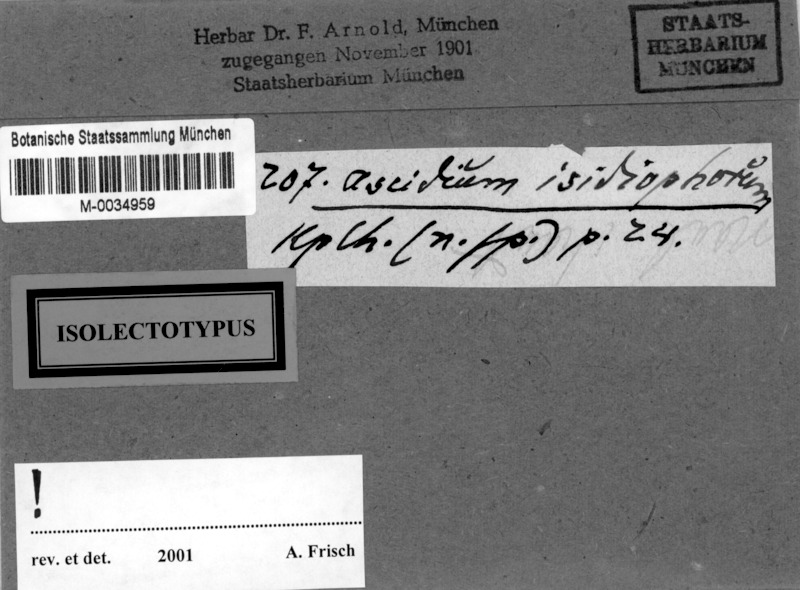 Herbar Dr. F. Arnold, München
zugegangen November 1901
Staatsherbarium München
STAATS-
HERBARIUM
MÜNCHEN
Botanische Staatssammlung München
M-0034959
207. Ascidium isidiophorum
Kplh. (n. sp.) p. 24.
ISOLECTOTYPUS
!
rev. et det. 2001 A. Frisch